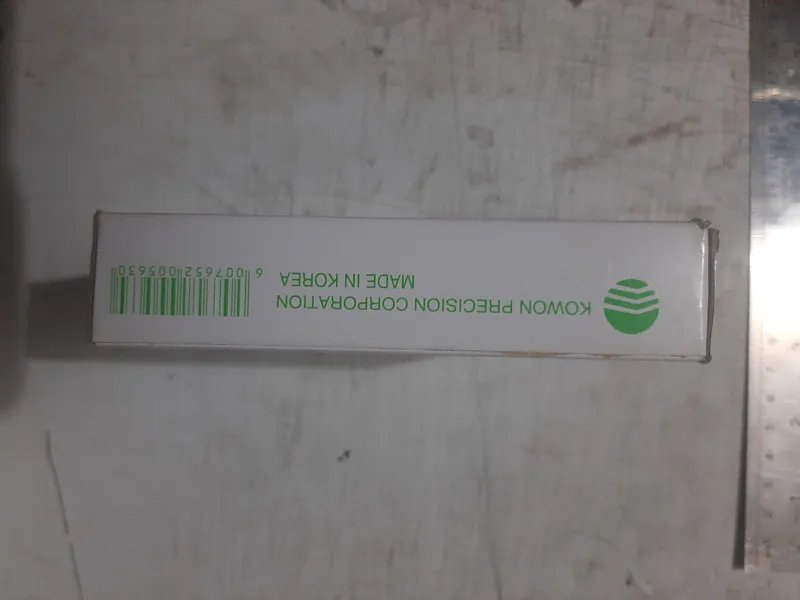 KOWON PRECISION CORPORATION
MADE IN KOREA
6 007652 005630